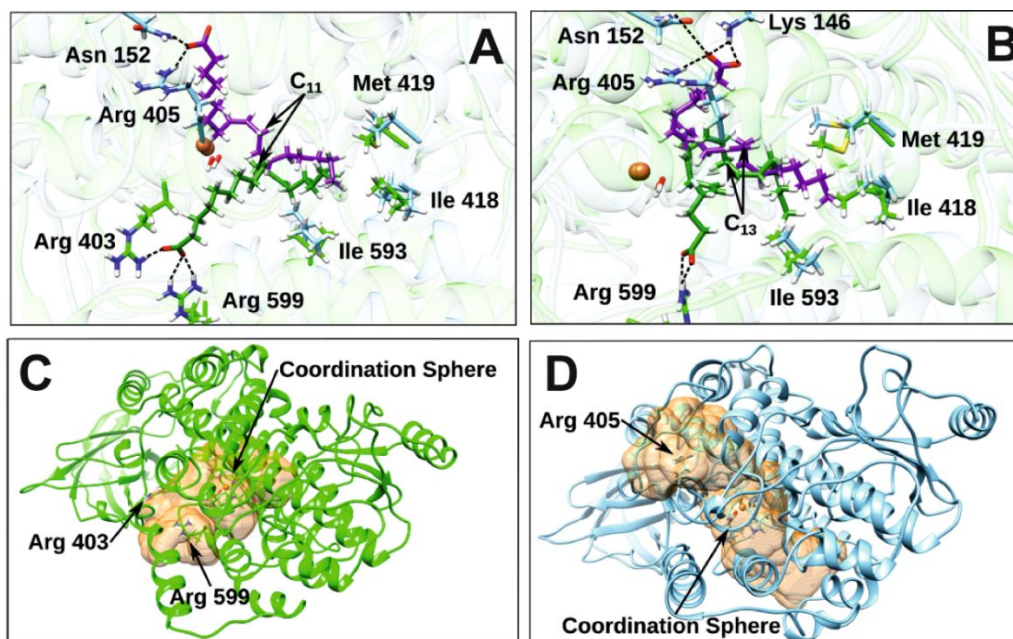 A
Asn 152
Arg 405
C₁₁
Met 419
Ile 418
Arg 403
Ile 593
Arg 599
B
Asn 152
Lys 146
Arg 405
Met 419
Ile 418
C₁₃
Arg 599
Ile 593
C
Coordination Sphere
Arg 403
Arg 599
D
Arg 405
Coordination Sphere